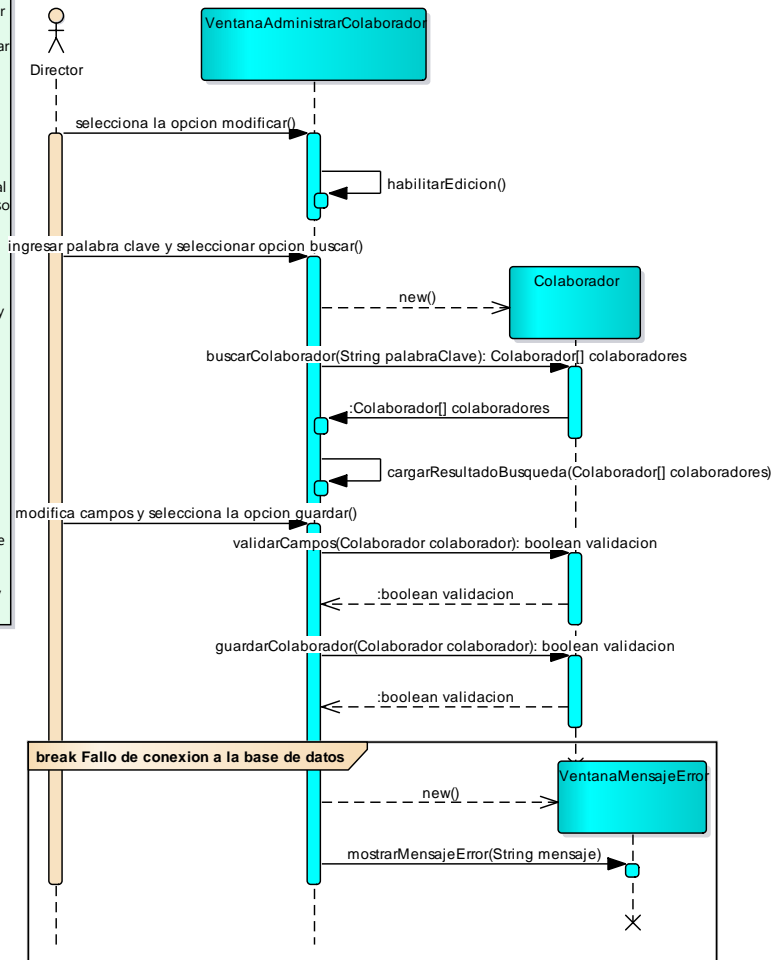 Director
VentanaAdministrarColaborador
selecciona la opcion modificar()
habilitarEdicion()
ingresar palabra clave y seleccionar opcion buscar()
Colaborador
new()
buscarColaborador(String palabraClave): Colaborador[] colaboradores
:Colaborador[] colaboradores
cargarResultadoBusqueda(Colaborador[] colaboradores)
modifica campos y selecciona la opcion guardar()
validarCampos(Colaborador colaborador): boolean validacion
:boolean validacion
guardarColaborador(Colaborador colaborador): boolean validacion
:boolean validacion
break Fallo de conexion a la base de datos
VentanaMensajeError
new()
mostrarMensajeError(String mensaje)